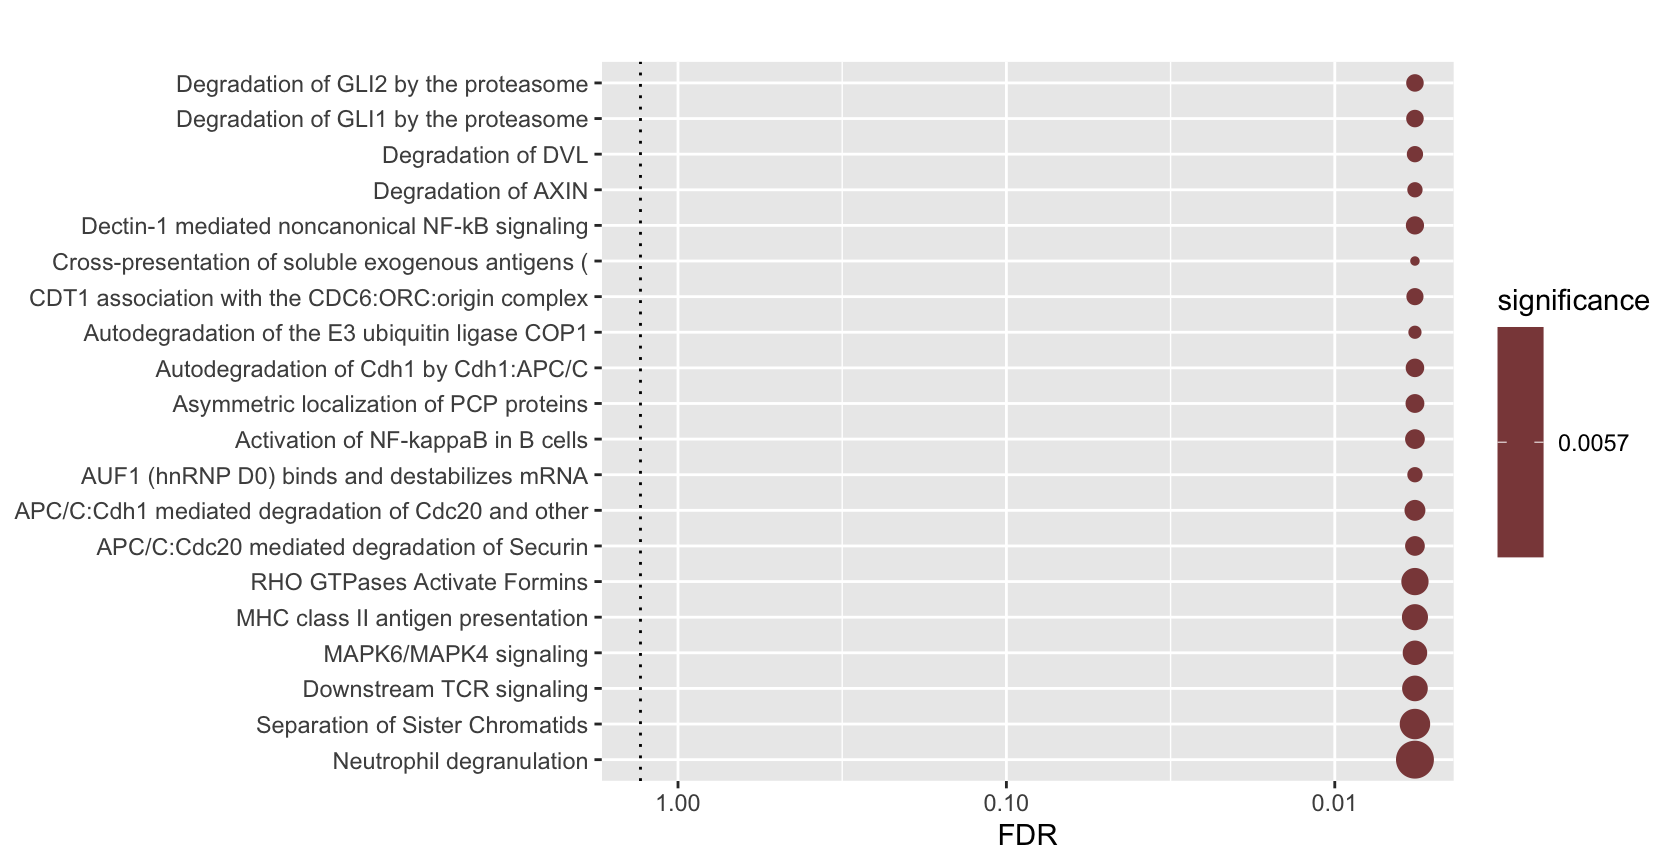 Degradation of GLI2 by the proteasome
Degradation of GLI1 by the proteasome
Degradation of DVL
Degradation of AXIN
Dectin-1 mediated noncanonical NF-kB signaling
Cross-presentation of soluble exogenous antigens (
CDT1 association with the CDC6:ORC:origin complex
Autodegradation of the E3 ubiquitin ligase COP1
Autodegradation of Cdh1 by Cdh1:APC/C
Asymmetric localization of PCP proteins
Activation of NF-kappaB in B cells
AUF1 (hnRNP D0) binds and destabilizes mRNA
APC/C:Cdh1 mediated degradation of Cdc20 and other
APC/C:Cdc20 mediated degradation of Securin
RHO GTPases Activate Formins
MHC class II antigen presentation
MAPK6/MAPK4 signaling
Downstream TCR signaling
Separation of Sister Chromatids
Neutrophil degranulation
1.00 0.10 0.01
FDR
significance
0.0057